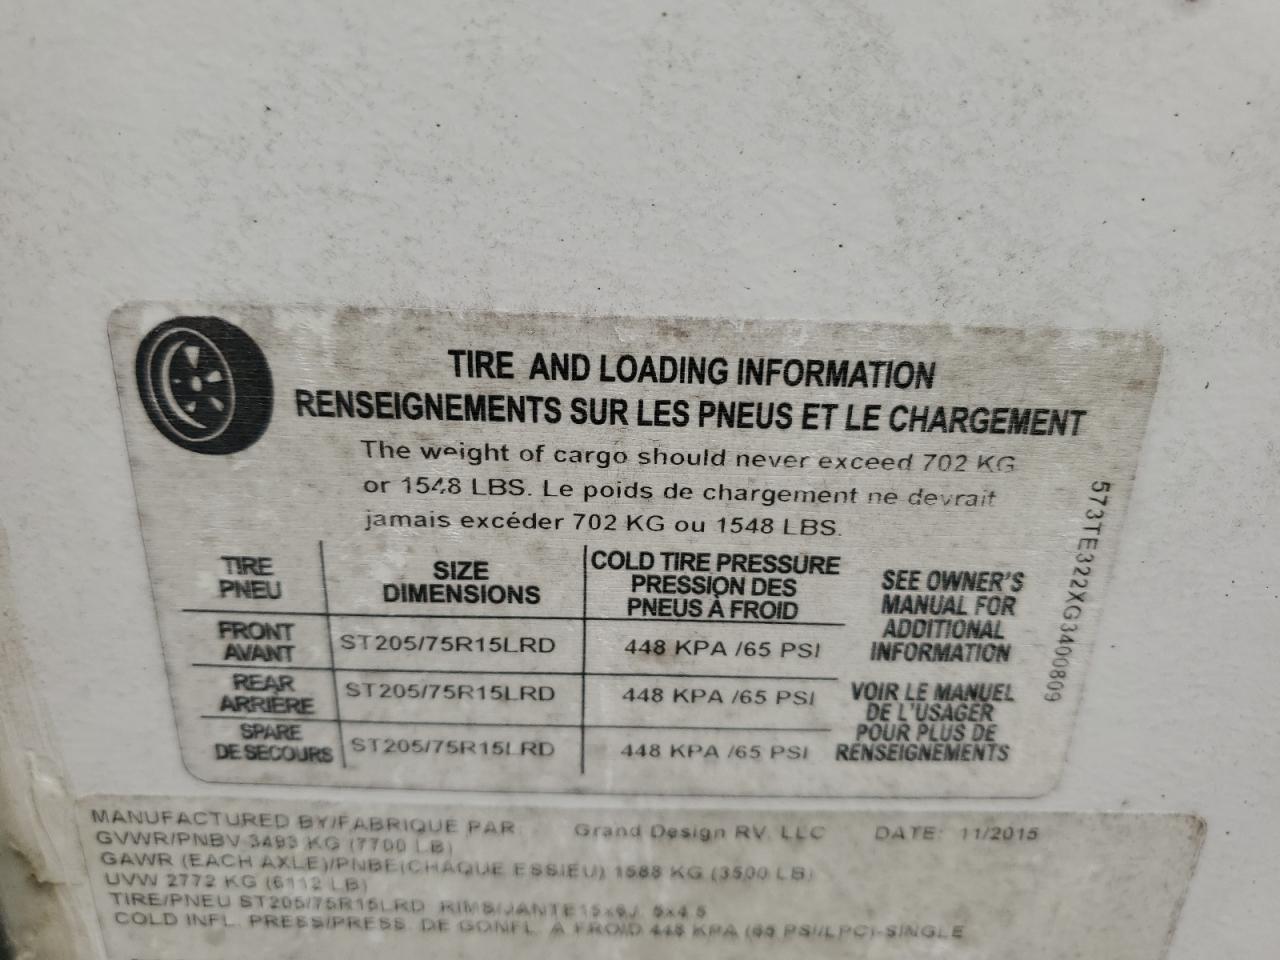 TIRE AND LOADING INFORMATION
RENSEIGNEMENTS SUR LES PNEUS ET LE CHARGEMENT
The weight of cargo should never exceed 702 KG
or 1548 LBS. Le poids de chargement ne devrait
jamais excéder 702 KG ou 1548 LBS.
TIRE
PNEU
SIZE
DIMENSIONS
COLD TIRE PRESSURE
PRESSION DES
PNEUS À FROID
FRONT
AVANT
ST205/75R15LRD
448 KPA /65 PSI
REAR
ARRIÈRE
ST205/75R15LRD
448 KPA /65 PSI
SPARE
DE SECOURS
ST205/75R15LRD
448 KPA /65 PSI
SEE OWNER'S
MANUAL FOR
ADDITIONAL
INFORMATION
VOIR LE MANUEL
DE L'USAGER
POUR PLUS DE
RENSEIGNEMENTS
573TE322XG3400809
MANUFACTURED BY/FABRIQUE PAR Grand Design RV, LLC DATE: 11/2015
GVWR/PNBV 3493 KG (7700 LB)
GAWR (EACH AXLE)/PNBE(CHAQUE ESSIEU) 1588 KG (3500 LB)
UVW 2772 KG (6112 LB)
TIRE/PNEU ST205/75R15LRD RIMS/JANTE 15x6J 5x4.5
COLD INFL. PRESS/PRESS. DE GONFL. A FROID 448 KPA (65 PSI/LPC)-SINGLE